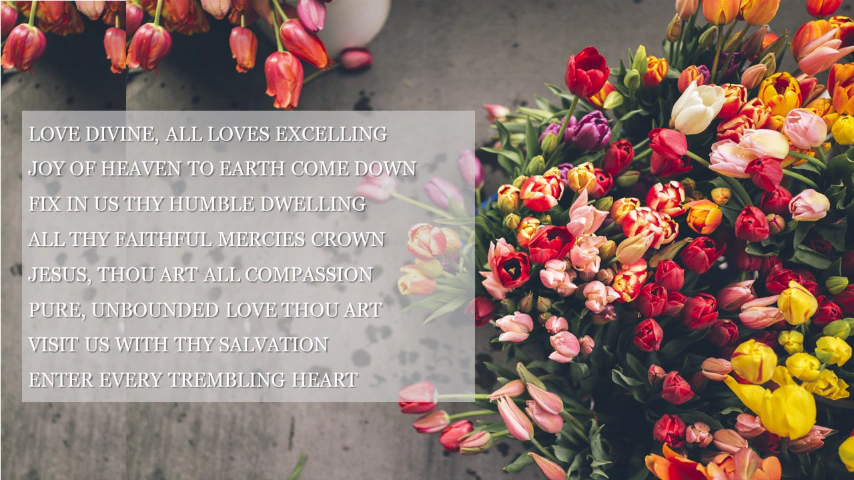 LOVE DIVINE, ALL LOVES EXCELLING
JOY OF HEAVEN TO EARTH COME DOWN
FIX IN US THY HUMBLE DWELLING
ALL THY FAITHFUL MERCIES CROWN
JESUS, THOU ART ALL COMPASSION
PURE, UNBOUNDED LOVE THOU ART
VISIT US WITH THY SALVATION
ENTER EVERY TREMBLING HEART